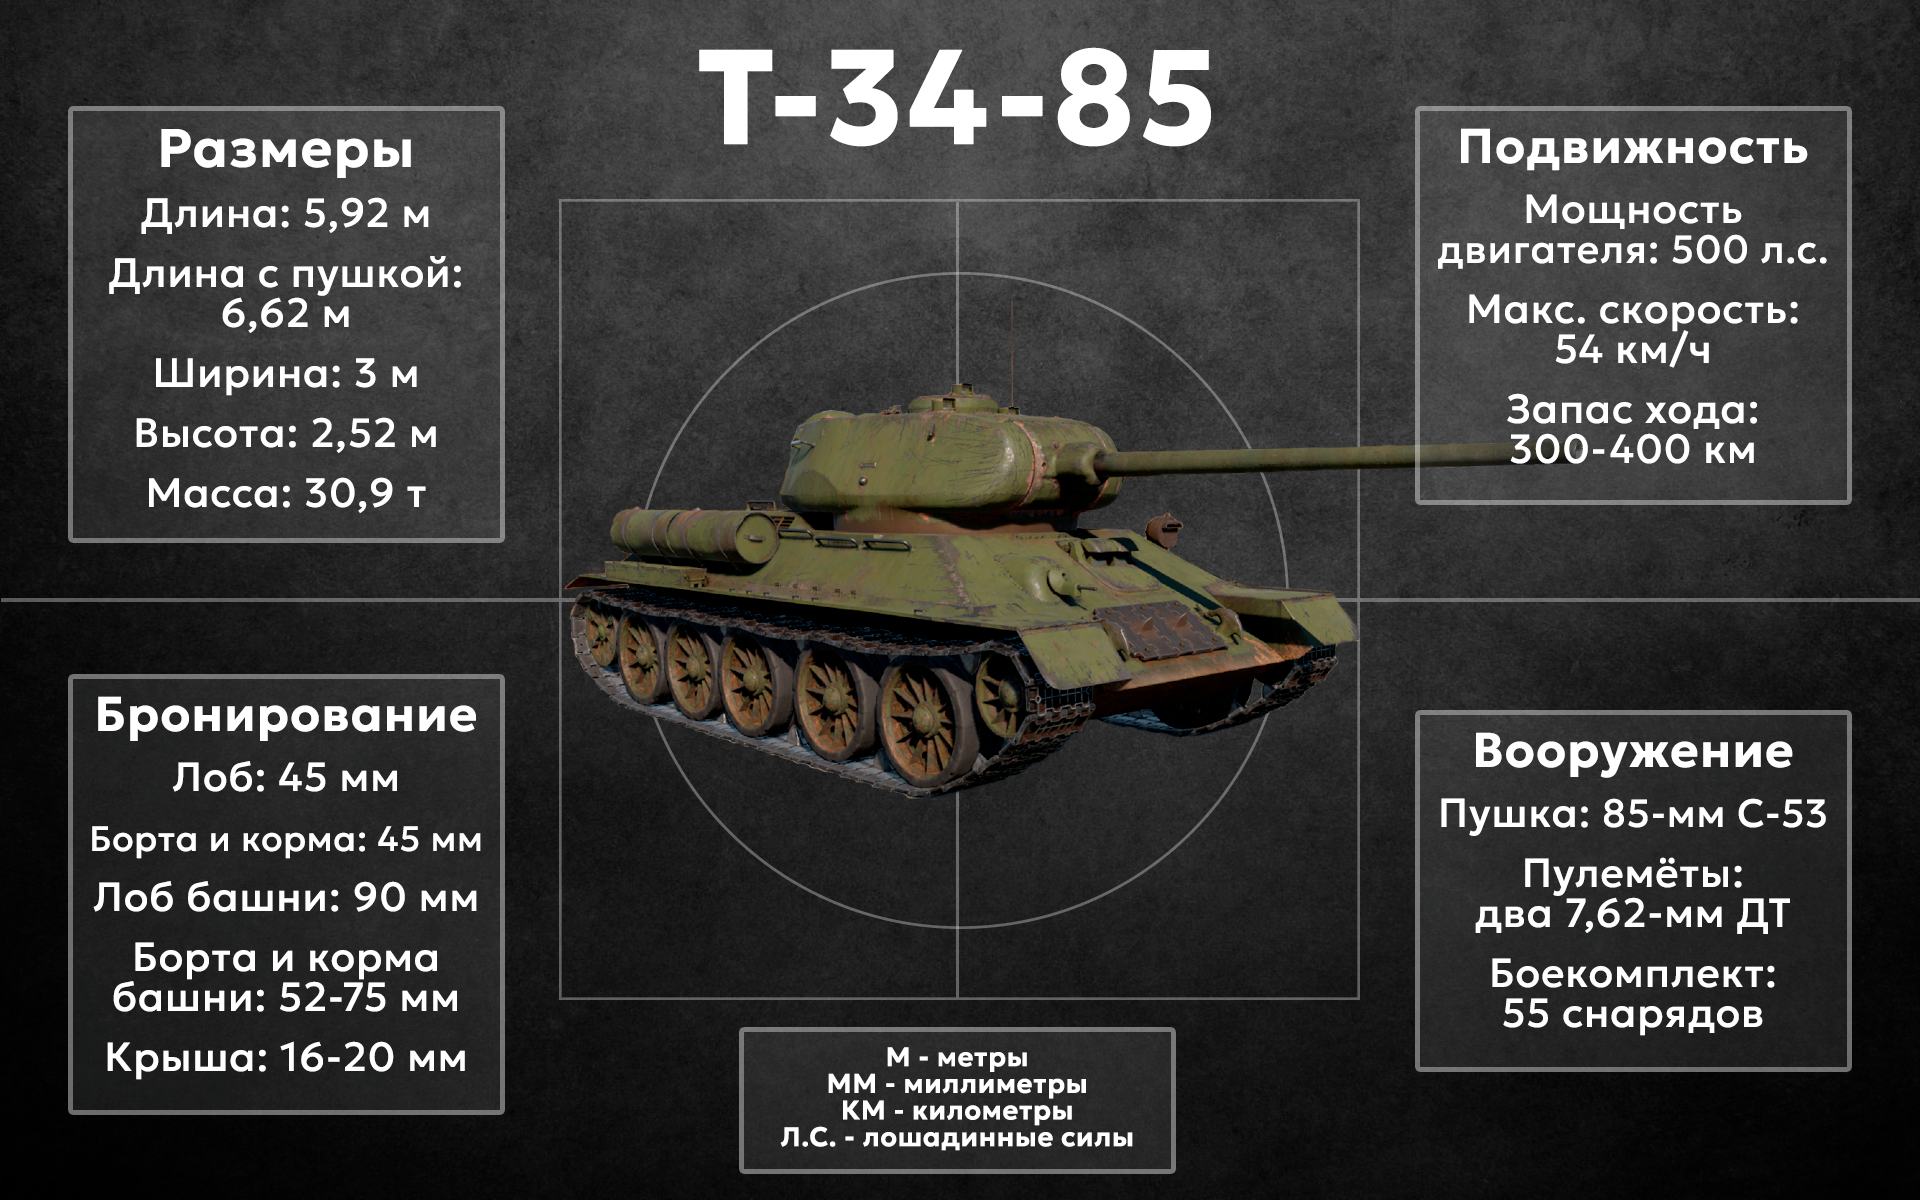 Т-34-85
Размеры
Длина: 5,92 м
Длина с пушкой:
6,62 м
Ширина: 3 м
Высота: 2,52 м
Масса: 30,9 т
Подвижность
Мощность
двигателя: 500 л.с.
Макс. скорость:
54 км/ч
Запас хода:
300-400 км
Бронирование
Лоб: 45 мм
Борта и корма: 45 мм
Лоб башни: 90 мм
Борта и корма
башни: 52-75 мм
Крыша: 16-20 мм
Вооружение
Пушка: 85-мм С-53
Пулемёты:
два 7,62-мм ДТ
Боекомплект:
55 снарядов
М - метры
ММ - миллиметры
КМ - километры
Л.С. - лошадинные силы